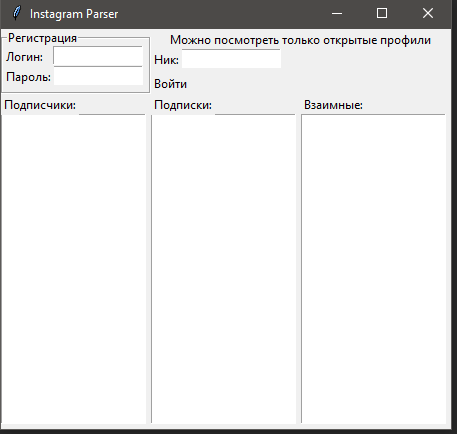 Instagram Parser
Регистрация
Можно посмотреть только открытые профили
Логин:
Ник:
Пароль:
Войти
Подписчики:
Подписки:
Взаимные: